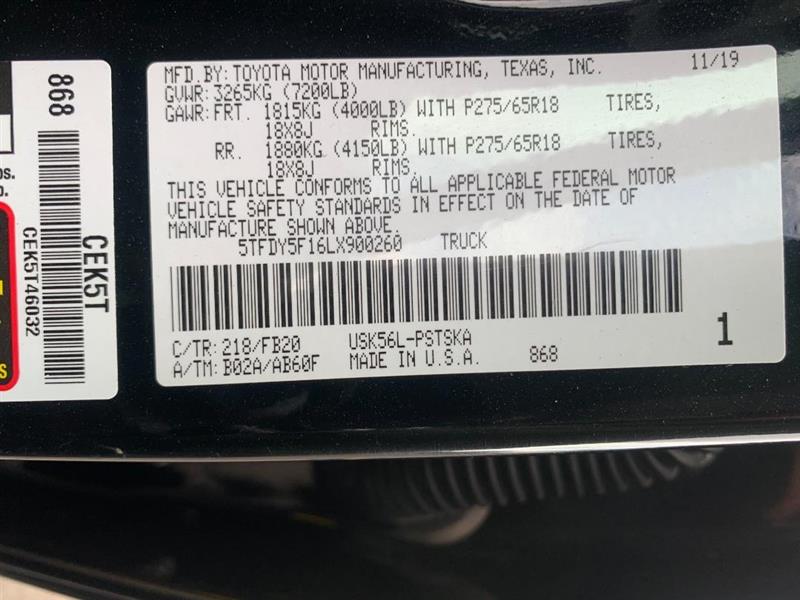 868
CEK5T
CEK5T46032
bs.
o.
S
MFD.BY: TOYOTA MOTOR MANUFACTURING, TEXAS, INC. 11/19
GVWR: 3265KG (7200LB)
GAWR: FRT. 1815KG (4000LB) WITH P275/65R18 TIRES,
18X8J RIMS.
RR. 1880KG (4150LB) WITH P275/65R18 TIRES,
18X8J RIMS.
THIS VEHICLE CONFORMS TO ALL APPLICABLE FEDERAL MOTOR
VEHICLE SAFETY STANDARDS IN EFFECT ON THE DATE OF
MANUFACTURE SHOWN ABOVE.
5TFDY5F16LX900260 TRUCK
C/TR: 218/FB20 USK56L-PSTSKA
A/TM: B02A/AB60F MADE IN U.S.A. 868
1